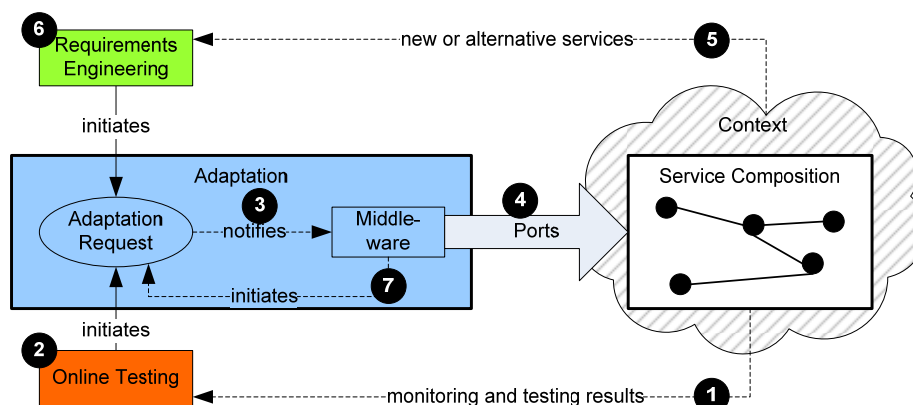 6
Requirements
Engineering
new or alternative services
5
initiates
Context
Adaptation
Service Composition
3
4
Adaptation
Request
notifies
Middle-
ware
Ports
7
initiates
initiates
2
Online Testing
monitoring and testing results
1